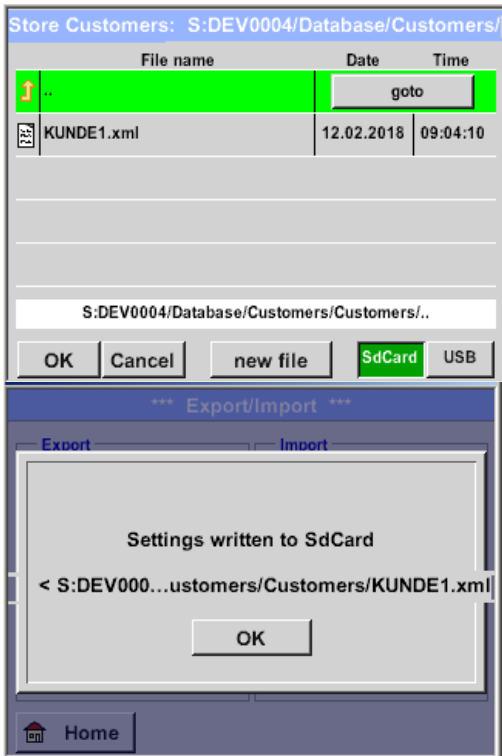 Store Customers: S:DEV0004/Database/Customers/
File name Date Time
.. goto
KUNDE1.xml 12.02.2018 09:04:10
S:DEV0004/Database/Customers/Customers/..
OK Cancel new file SdCard USB
*** Export/Import ***
Export Import
Settings written to SdCard
< S:DEV000...ustomers/Customers/KUNDE1.xml
OK
Home